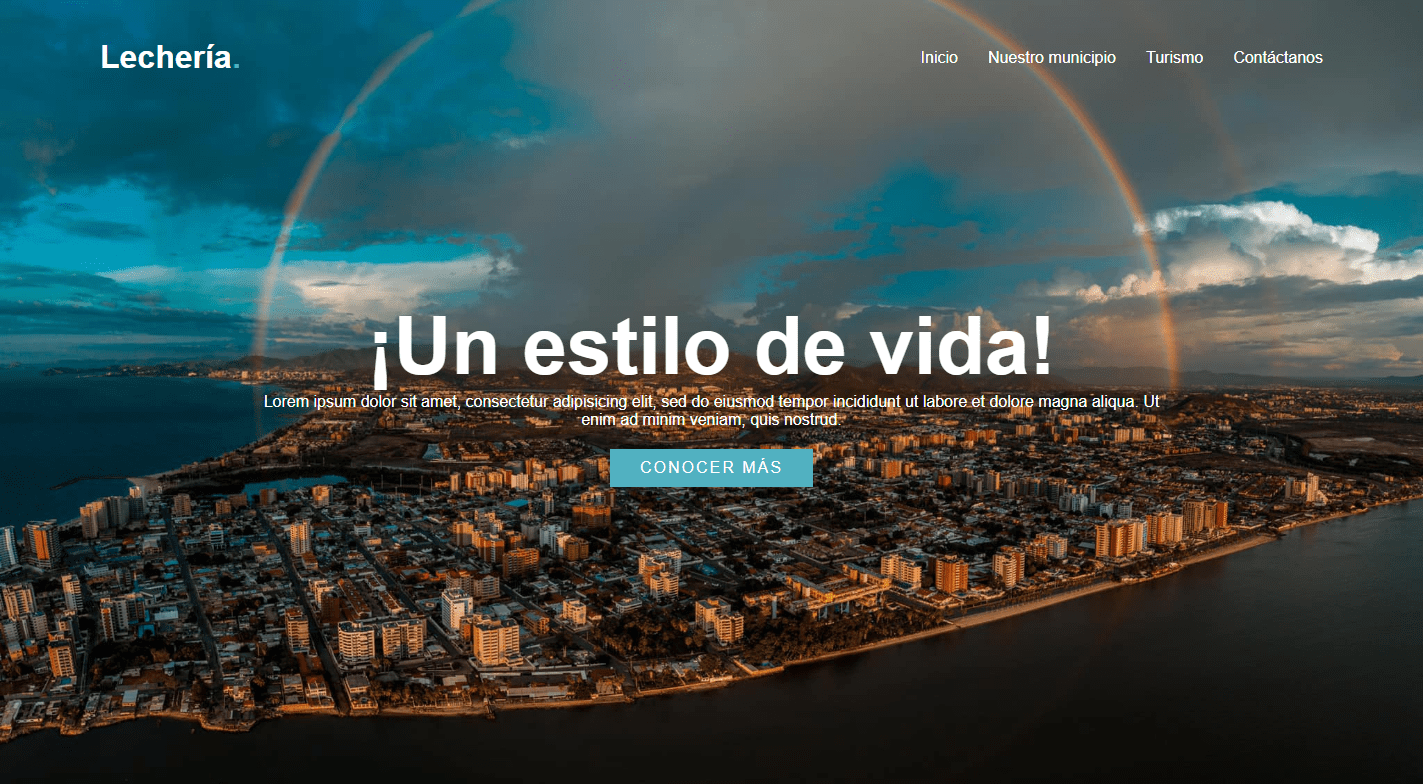 Lechería.
Inicio Nuestro municipio Turismo Contáctanos
¡Un estilo de vida!
Lorem ipsum dolor sit amet, consectetur adipisicing elit, sed do eiusmod tempor incididunt ut labore et dolore magna aliqua. Ut
enim ad minim veniam, quis nostrud.
CONOCER MÁS